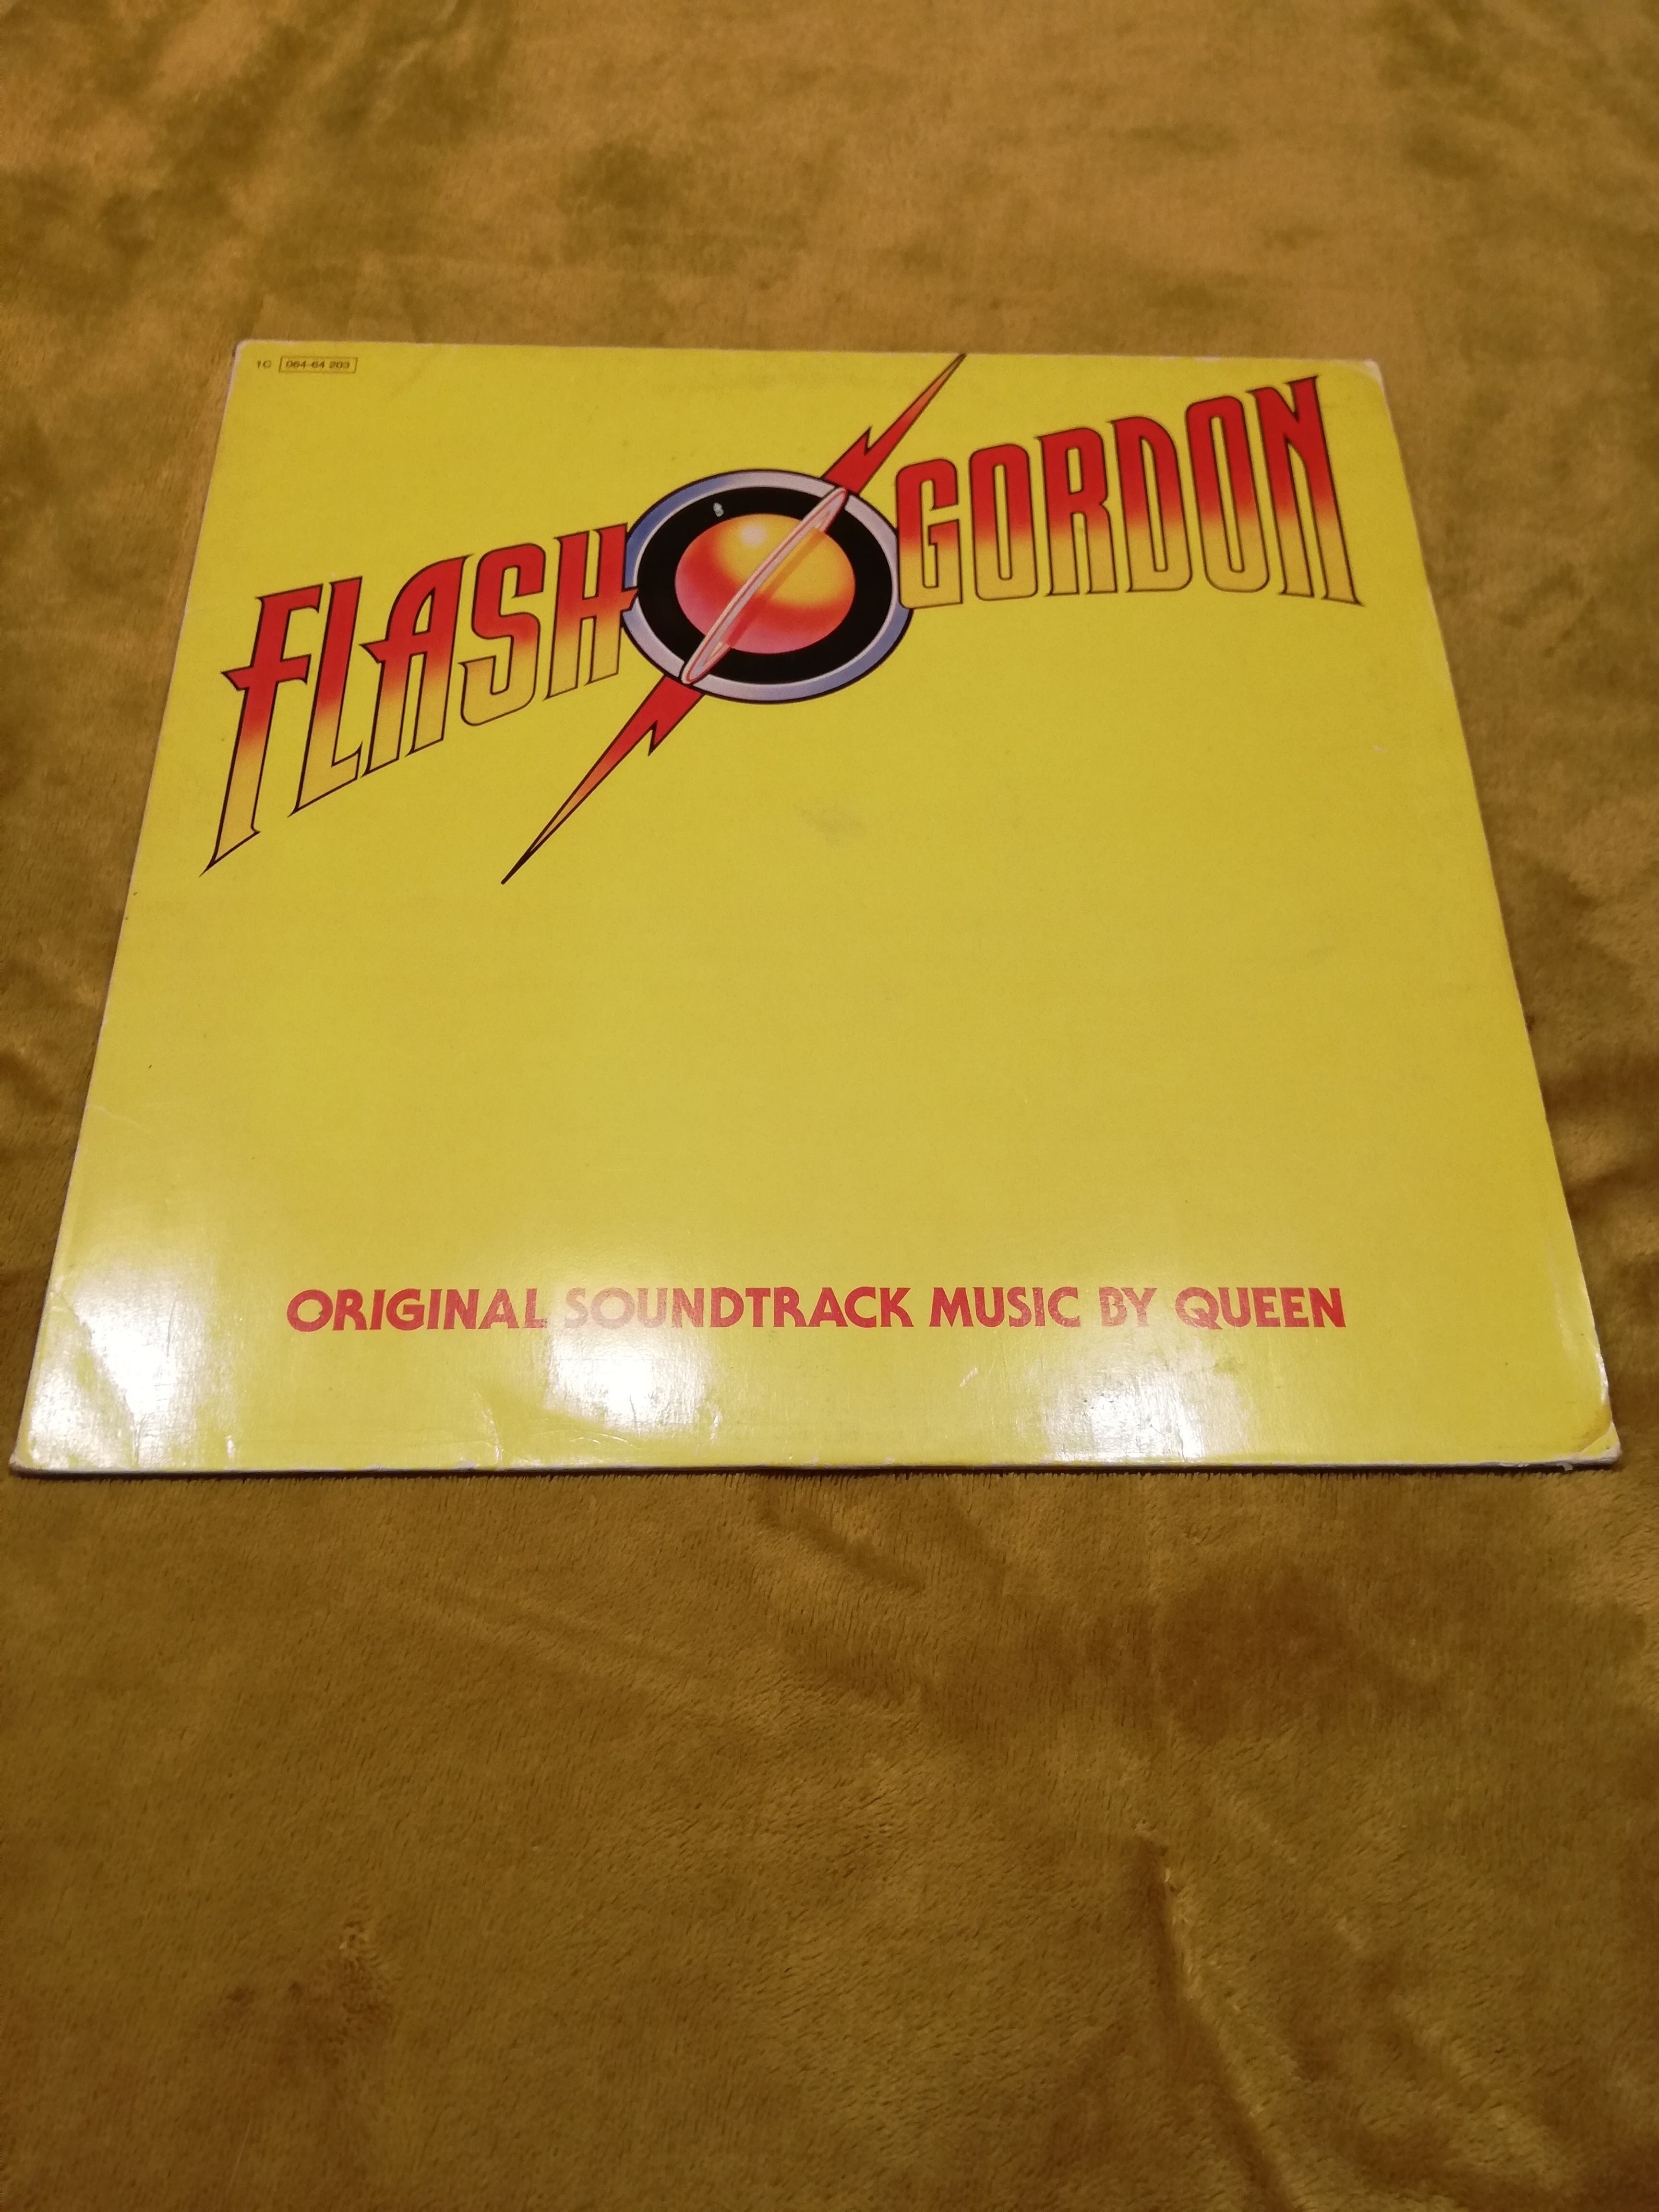 1C 064-64 203
FLASH GORDON
ORIGINAL SOUNDTRACK MUSIC BY QUEEN